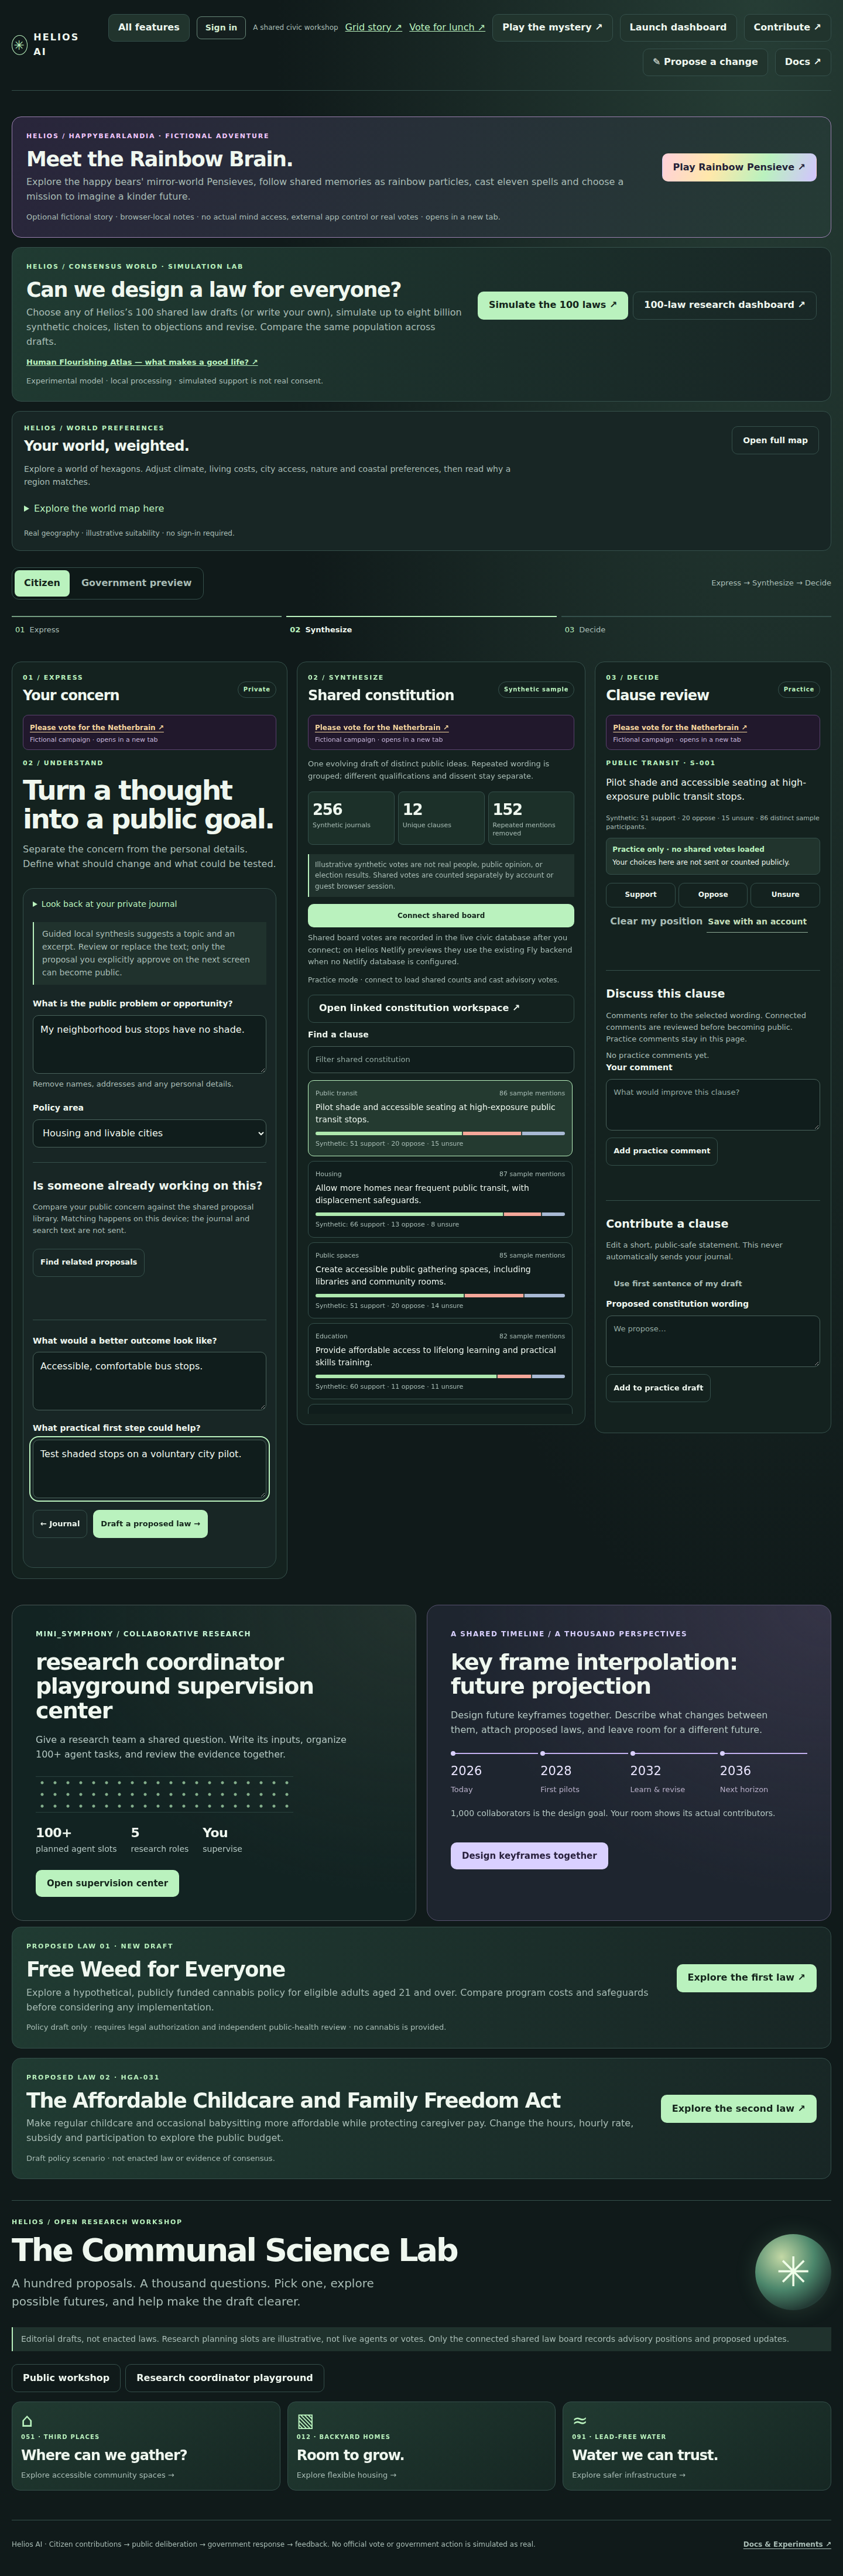 HELIOS
AI
All features
Sign in
A shared civic workshop
Grid story ↗
Vote for lunch ↗
Play the mystery ↗
Launch dashboard
Contribute ↗
✎ Propose a change
Docs ↗
HELIOS / HAPPYBEARLANDIA · FICTIONAL ADVENTURE
Meet the Rainbow Brain.
Explore the happy bears' mirror-world Pensieves, follow shared memories as rainbow particles, cast eleven spells and choose a
mission to imagine a kinder future.
Optional fictional story · browser-local notes · no actual mind access, external app control or real votes · opens in a new tab.
Play Rainbow Pensieve ↗
HELIOS / CONSENSUS WORLD · SIMULATION LAB
Can we design a law for everyone?
Choose any of Helios’s 100 shared law drafts (or write your own), simulate up to eight billion
synthetic choices, listen to objections and revise. Compare the same population across
drafts.
Human Flourishing Atlas — what makes a good life? ↗
Experimental model · local processing · simulated support is not real consent.
Simulate the 100 laws ↗
100-law research dashboard ↗
HELIOS / WORLD PREFERENCES
Your world, weighted.
Explore a world of hexagons. Adjust climate, living costs, city access, nature and coastal preferences, then read why a
region matches.
▶ Explore the world map here
Real geography · illustrative suitability · no sign-in required.
Open full map
Citizen
Government preview
Express → Synthesize → Decide
01 Express
02 Synthesize
03 Decide
01 / EXPRESS
Your concern
Private
Please vote for the Netherbrain ↗
Fictional campaign · opens in a new tab
02 / UNDERSTAND
Turn a thought
into a public goal.
Separate the concern from the personal details.
Define what should change and what could be tested.
▶ Look back at your private journal
Guided local synthesis suggests a topic and an
excerpt. Review or replace the text; only the
proposal you explicitly approve on the next screen
can become public.
What is the public problem or opportunity?
My neighborhood bus stops have no shade.
Remove names, addresses and any personal details.
Policy area
Housing and livable cities
Is someone already working on this?
Compare your public concern against the shared proposal
library. Matching happens on this device; the journal and
search text are not sent.
Find related proposals
What would a better outcome look like?
Accessible, comfortable bus stops.
What practical first step could help?
Test shaded stops on a voluntary city pilot.
← Journal
Draft a proposed law →
02 / SYNTHESIZE
Shared constitution
Synthetic sample
Please vote for the Netherbrain ↗
Fictional campaign · opens in a new tab
One evolving draft of distinct public ideas. Repeated wording is
grouped; different qualifications and dissent stay separate.
256
Synthetic journals
12
Unique clauses
152
Repeated mentions
removed
Illustrative synthetic votes are not real people, public opinion, or
election results. Shared votes are counted separately by account or
guest browser session.
Connect shared board
Shared board votes are recorded in the live civic database after you
connect; on Helios Netlify previews they use the existing Fly backend
when no Netlify database is configured.
Practice mode · connect to load shared counts and cast advisory votes.
Open linked constitution workspace ↗
Find a clause
Filter shared constitution
Public transit
86 sample mentions
Pilot shade and accessible seating at high-exposure public
transit stops.
Synthetic: 51 support · 20 oppose · 15 unsure
Housing
87 sample mentions
Allow more homes near frequent public transit, with
displacement safeguards.
Synthetic: 66 support · 13 oppose · 8 unsure
Public spaces
85 sample mentions
Create accessible public gathering spaces, including
libraries and community rooms.
Synthetic: 51 support · 20 oppose · 14 unsure
Education
82 sample mentions
Provide affordable access to lifelong learning and practical
skills training.
Synthetic: 60 support · 11 oppose · 11 unsure
03 / DECIDE
Clause review
Practice
Please vote for the Netherbrain ↗
Fictional campaign · opens in a new tab
PUBLIC TRANSIT · S-001
Pilot shade and accessible seating at high-
exposure public transit stops.
Synthetic: 51 support · 20 oppose · 15 unsure · 86 distinct sample
participants.
Practice only · no shared votes loaded
Your choices here are not sent or counted publicly.
Support
Oppose
Unsure
Clear my position
Save with an account
Discuss this clause
Comments refer to the selected wording. Connected
comments are reviewed before becoming public.
Practice comments stay in this page.
No practice comments yet.
Your comment
What would improve this clause?
Add practice comment
Contribute a clause
Edit a short, public-safe statement. This never
automatically sends your journal.
Use first sentence of my draft
Proposed constitution wording
We propose...
Add to practice draft
MINI_SYMPHONY / COLLABORATIVE RESEARCH
research coordinator
playground supervision
center
Give a research team a shared question. Write its inputs, organize
100+ agent tasks, and review the evidence together.
100+
planned agent slots
5
research roles
You
supervise
Open supervision center
A SHARED TIMELINE / A THOUSAND PERSPECTIVES
key frame interpolation:
future projection
Design future keyframes together. Describe what changes between
them, attach proposed laws, and leave room for a different future.
2026
Today
2028
First pilots
2032
Learn & revise
2036
Next horizon
1,000 collaborators is the design goal. Your room shows its actual contributors.
Design keyframes together
PROPOSED LAW 01 · NEW DRAFT
Free Weed for Everyone
Explore a hypothetical, publicly funded cannabis policy for eligible adults aged 21 and over. Compare program costs and safeguards
before considering any implementation.
Policy draft only · requires legal authorization and independent public-health review · no cannabis is provided.
Explore the first law ↗
PROPOSED LAW 02 · HGA-031
The Affordable Childcare and Family Freedom Act
Make regular childcare and occasional babysitting more affordable while protecting caregiver pay. Change the hours, hourly rate,
subsidy and participation to explore the public budget.
Draft policy scenario · not enacted law or evidence of consensus.
Explore the second law ↗
HELIOS / OPEN RESEARCH WORKSHOP
The Communal Science Lab
A hundred proposals. A thousand questions. Pick one, explore
possible futures, and help make the draft clearer.
Editorial drafts, not enacted laws. Research planning slots are illustrative, not live agents or votes. Only the connected shared law board records advisory positions and proposed updates.
Public workshop
Research coordinator playground
051 · THIRD PLACES
Where can we gather?
Explore accessible community spaces →
012 · BACKYARD HOMES
Room to grow.
Explore flexible housing →
091 · LEAD-FREE WATER
Water we can trust.
Explore safer infrastructure →
Helios AI · Citizen contributions → public deliberation → government response → feedback. No official vote or government action is simulated as real.
Docs & Experiments ↗